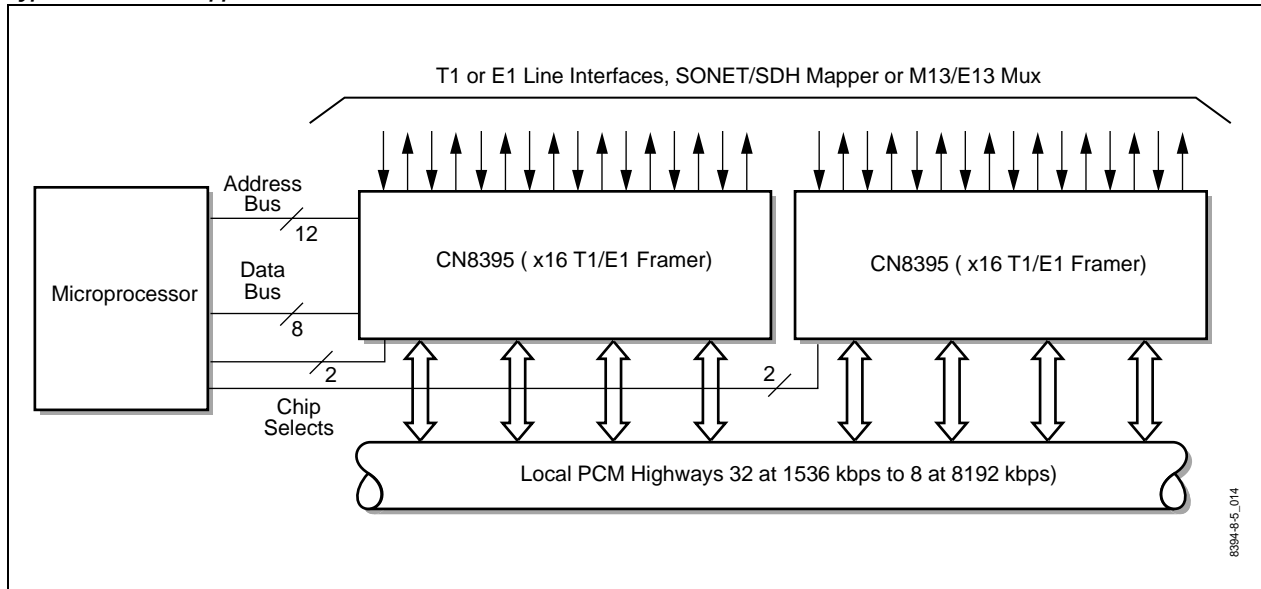 T1 or E1 Line Interfaces, SONET/SDH Mapper or M13/E13 Mux
Address
Bus
12
Data
Bus
8
Microprocessor
2
Chip
Selects
2
CN8395 ( x16 T1/E1 Framer)
CN8395 ( x16 T1/E1 Framer)
Local PCM Highways 32 at 1536 kbps to 8 at 8192 kbps)
8394-8-5_014